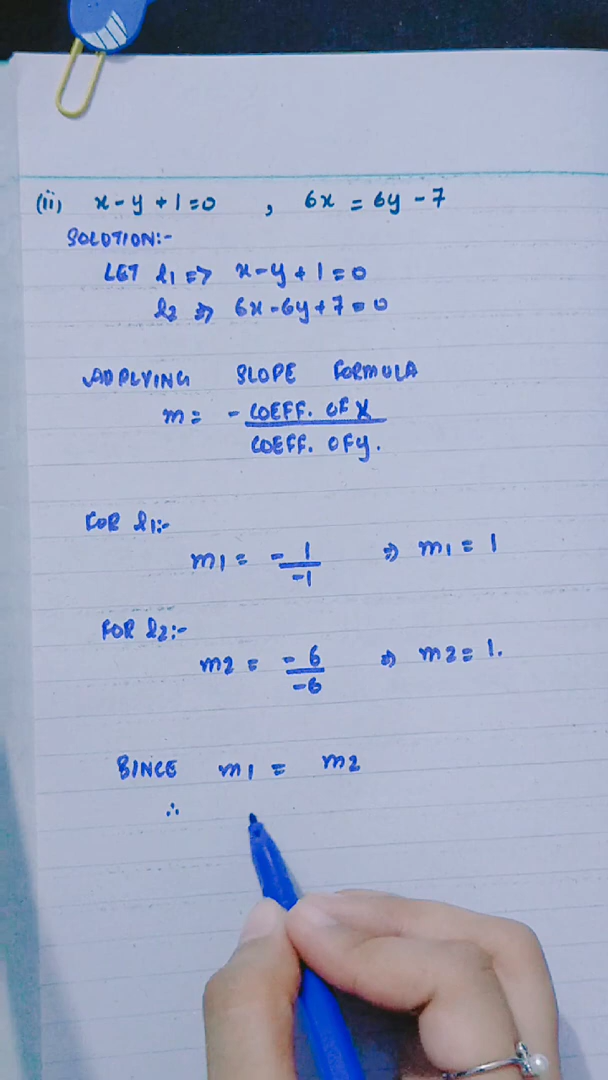 (ii) x-y+1=0 , 6x = 6y-7
SOLUTION:-
LET l1 => x-y+1=0
l2 => 6x-6y+7=0
APPLYING SLOPE FORMULA
m = - COEFF. OF X
COEFF. OF y.
FOR l1:-
m1 = - 1/-1 => m1 = 1
FOR l2:-
m2 = -6/-6 => m2 = 1.
SINCE m1 = m2
∴